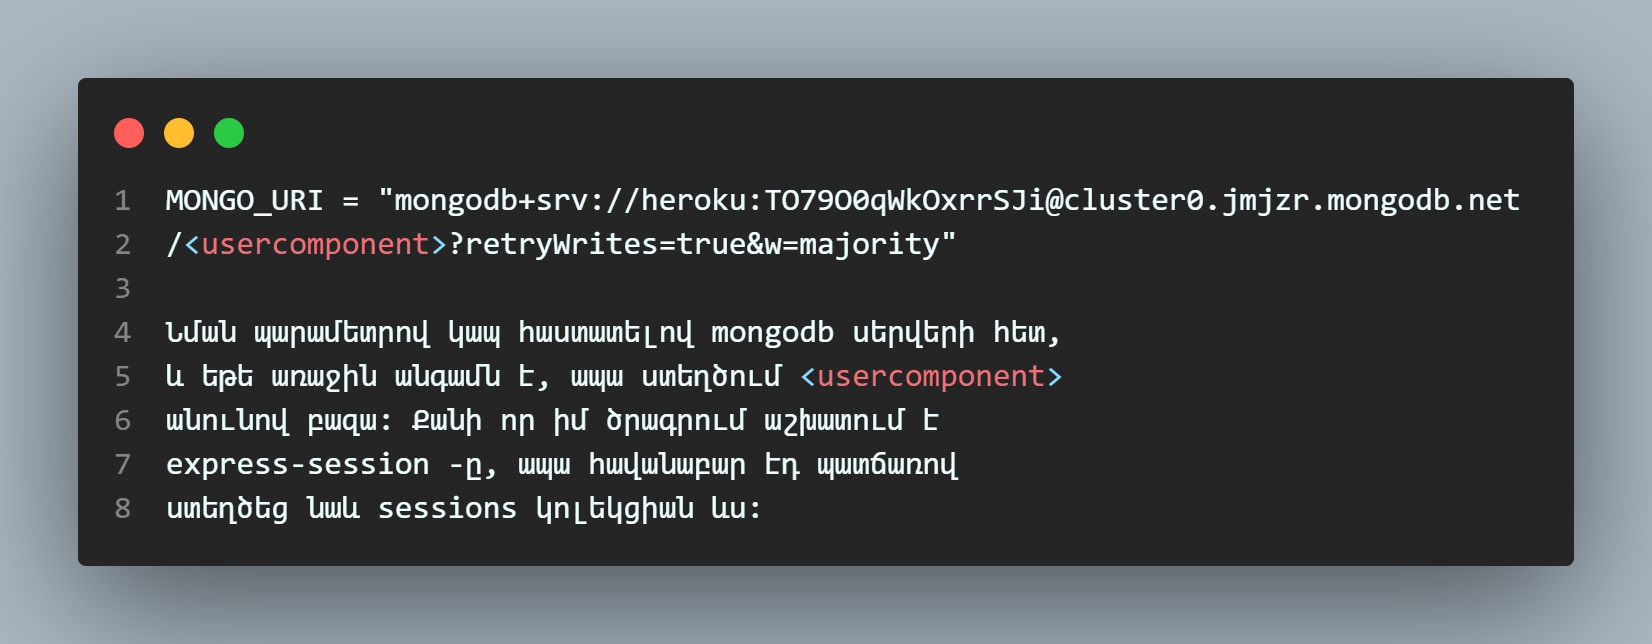 1 MONGO_URI = "mongodb+srv://heroku:TO79O0qWkOxrrSJi@cluster0.jmjzr.mongodb.net
2 /<usercomponent>?retryWrites=true&w=majority"
3
4 Նման պարամետրով կապ հաստատելով mongodb սերվերի հետ,
5 և եթե առաջին անգամն է, ապա ստեղծում <usercomponent>
6 անունով բազա: Քանի որ իմ ծրագրում աշխատում է
7 express-session -ը, ապա հավանաբար էդ պատճառով
8 ստեղծեց նաև sessions կոլեկցիան ևս: